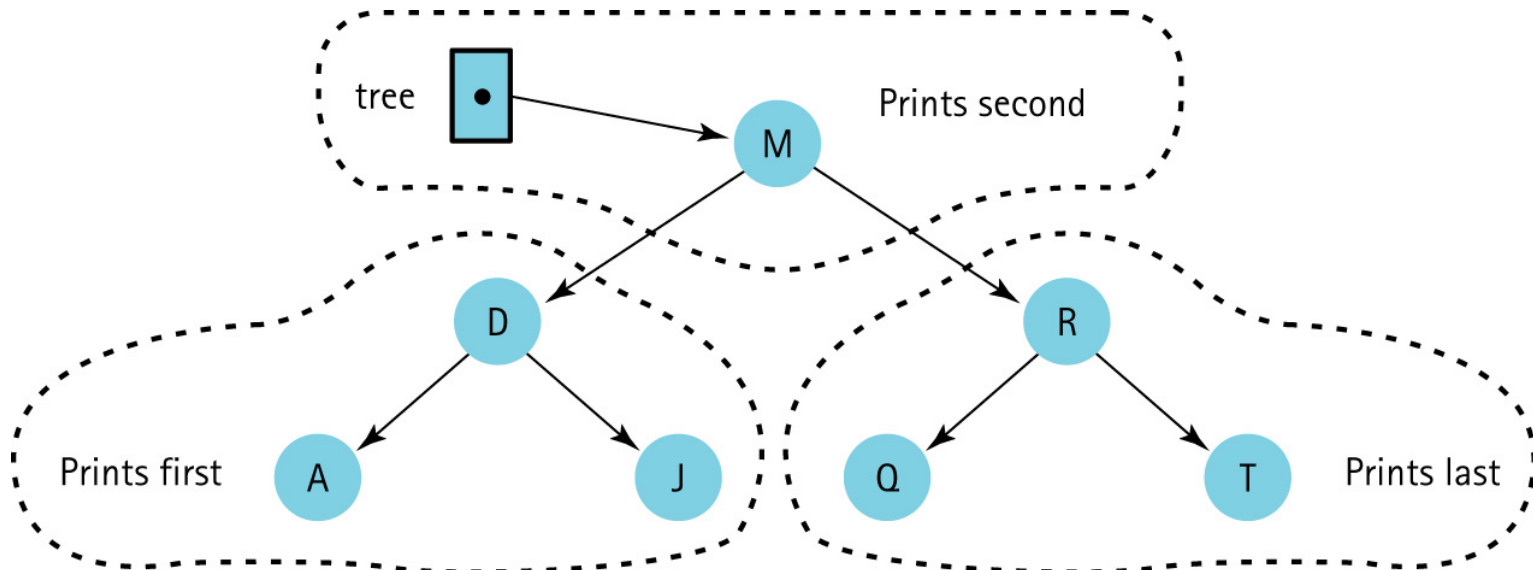 tree
Prints second
M
D
R
Prints first
A
J
Q
T
Prints last